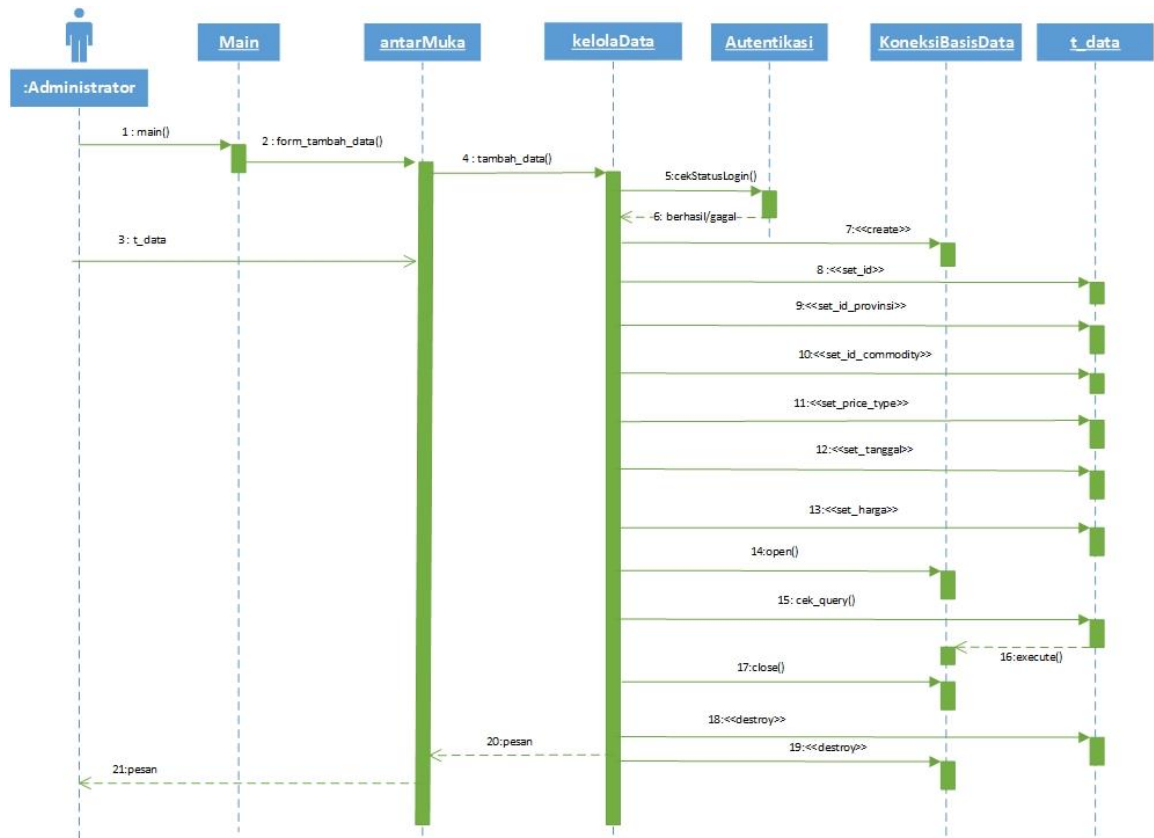 :Administrator
Main
antarMuka
kelolaData
Autentikasi
KoneksiBasisData
t_data
1 : main()
2 : form_tambah_data()
4 : tambah_data()
5:cekStatusLogin()
6: berhasil/gagal
3 : t_data
7:<<create>>
8 :<<set_id>>
9:<<set_id_provinsi>>
10:<<set_id_commodity>>
11:<<set_price_type>>
12:<<set_tanggal>>
13:<<set_harga>>
14:open()
15: cek_query()
16:execute()
17:close()
18:<<destroy>>
19:<<destroy>>
20:pesan
21:pesan